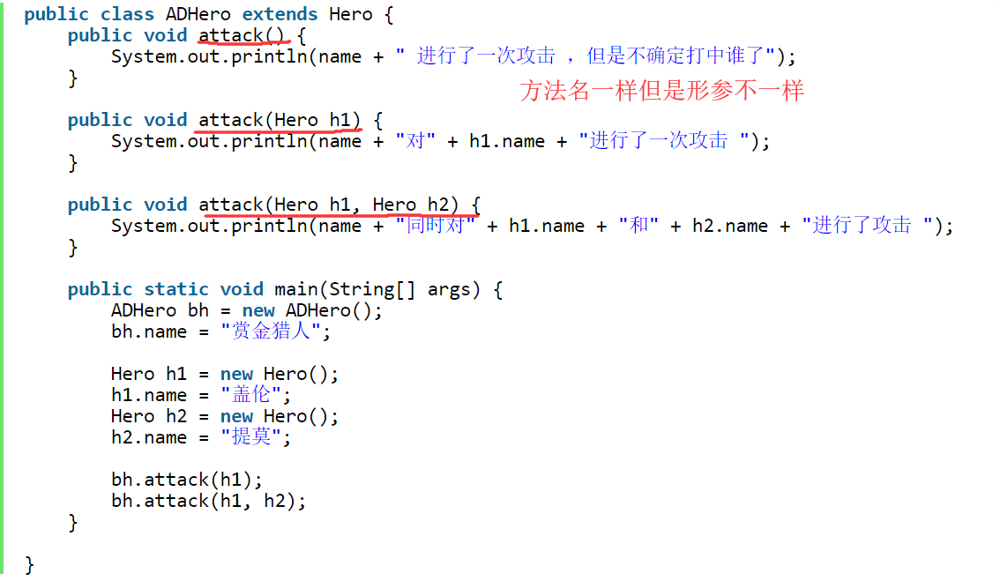 public class ADHero extends Hero {
public void attack() {
System.out.println(name + " 进行了一次攻击 ，但是不确定打中谁了");
}
方法名一样但是形参不一样
public void attack(Hero h1) {
System.out.println(name + "对" + h1.name + "进行了一次攻击 ");
}
public void attack(Hero h1, Hero h2) {
System.out.println(name + "同时对" + h1.name + "和" + h2.name + "进行了攻击 ");
}
public static void main(String[] args) {
ADHero bh = new ADHero();
bh.name = "赏金猎人";
Hero h1 = new Hero();
h1.name = "盖伦";
Hero h2 = new Hero();
h2.name = "提莫";
bh.attack(h1);
bh.attack(h1, h2);
}
}